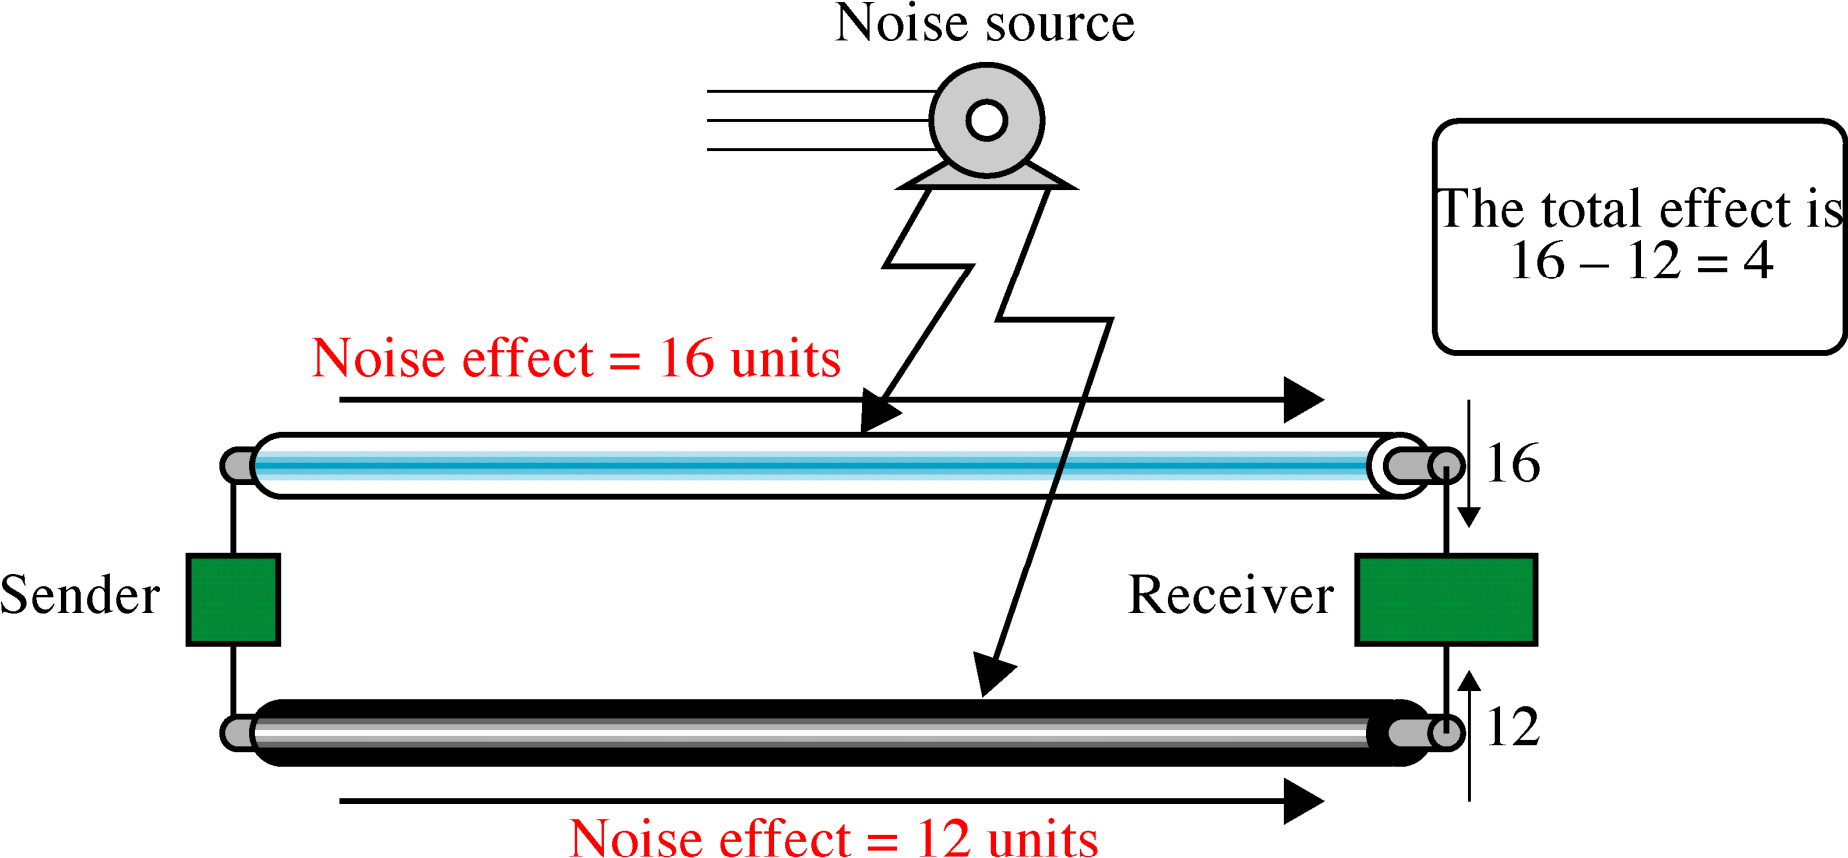 Noise source
The total effect is
16 – 12 = 4
Noise effect = 16 units
16
Sender
Receiver
12
Noise effect = 12 units